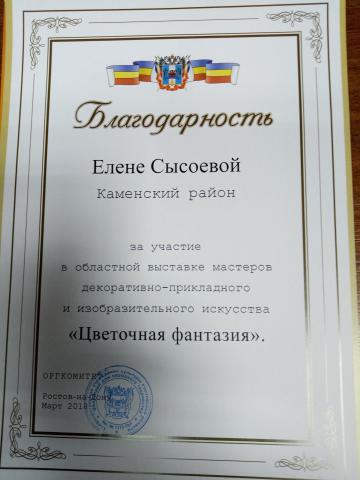 Благодарность
Елене Сысоевой
Каменский район
за участие
в областной выставке мастеров
декоративно-прикладного
и изобразительного искусства
«Цветочная фантазия».
ОРГКОМИТЕТ
Ростов-на-Дону
Март 2018